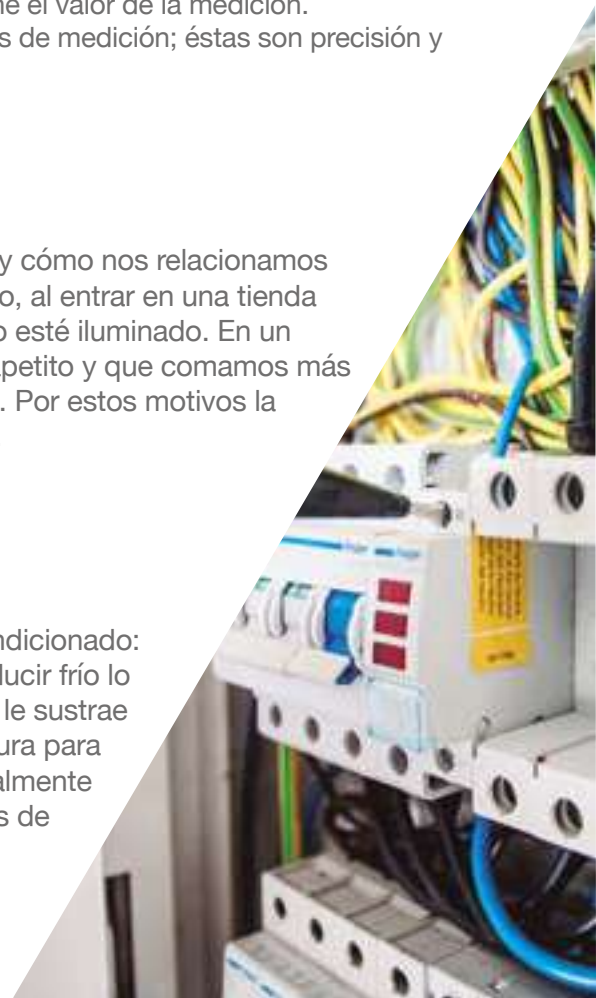 ne el valor de la medición.
s de medición; éstas son precisión y
y cómo nos relacionamos
o, al entrar en una tienda
o esté iluminado. En un
apetito y que comamos más
. Por estos motivos la
ndicionado:
ducir frío lo
le sustrae
ura para
almente
s de